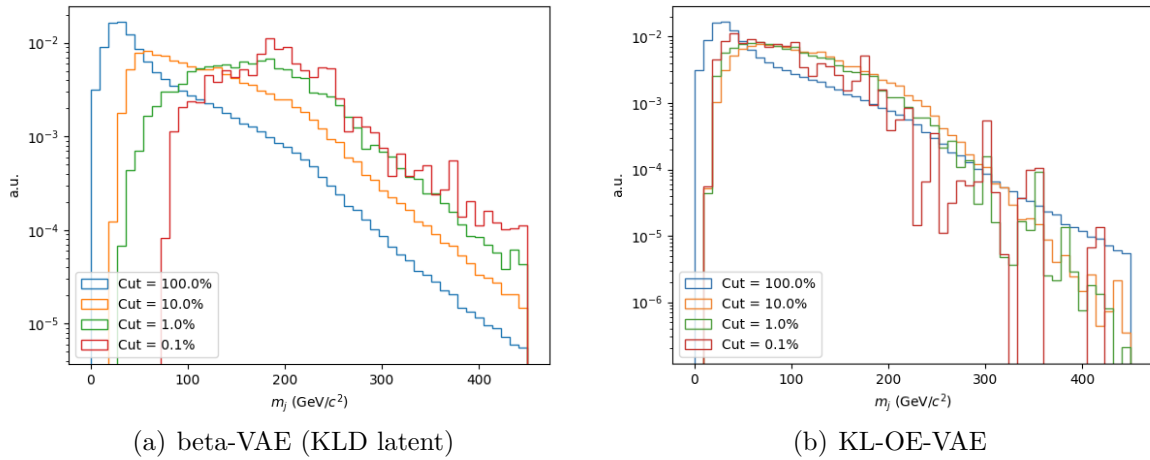 a.u.
10⁻²
10⁻³
10⁻⁴
10⁻⁵
Cut = 100.0%
Cut = 10.0%
Cut = 1.0%
Cut = 0.1%
0 100 200 300 400
m_j (GeV/c²)
(a) beta-VAE (KLD latent)
a.u.
10⁻²
10⁻³
10⁻⁴
10⁻⁵
10⁻⁶
Cut = 100.0%
Cut = 10.0%
Cut = 1.0%
Cut = 0.1%
0 100 200 300 400
m_j (GeV/c²)
(b) KL-OE-VAE